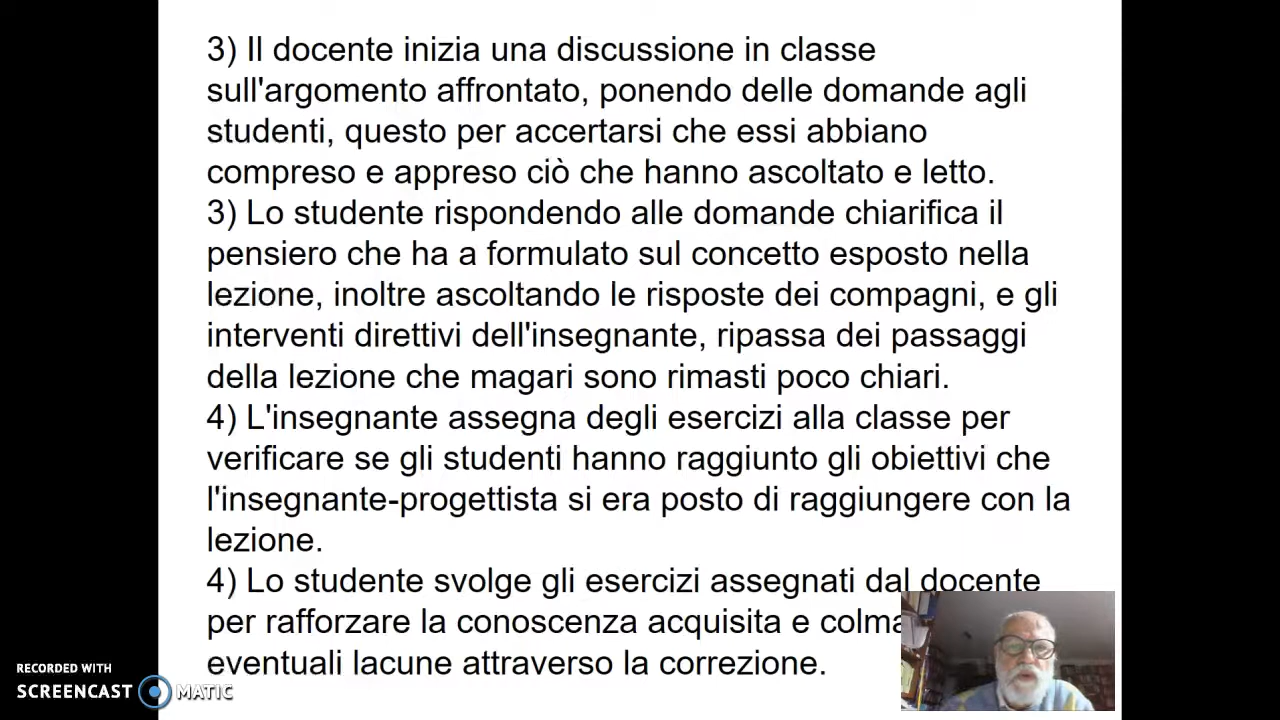 3) Il docente inizia una discussione in classe
sull'argomento affrontato, ponendo delle domande agli
studenti, questo per accertarsi che essi abbiano
compreso e appreso ciò che hanno ascoltato e letto.
3) Lo studente rispondendo alle domande chiarifica il
pensiero che ha a formulato sul concetto esposto nella
lezione, inoltre ascoltando le risposte dei compagni, e gli
interventi direttivi dell'insegnante, ripassa dei passaggi
della lezione che magari sono rimasti poco chiari.
4) L'insegnante assegna degli esercizi alla classe per
verificare se gli studenti hanno raggiunto gli obiettivi che
l'insegnante-progettista si era posto di raggiungere con la
lezione.
4) Lo studente svolge gli esercizi assegnati dal docente
per rafforzare la conoscenza acquisita e colma
eventuali lacune attraverso la correzione.
RECORDED WITH
SCREENCAST MATIC